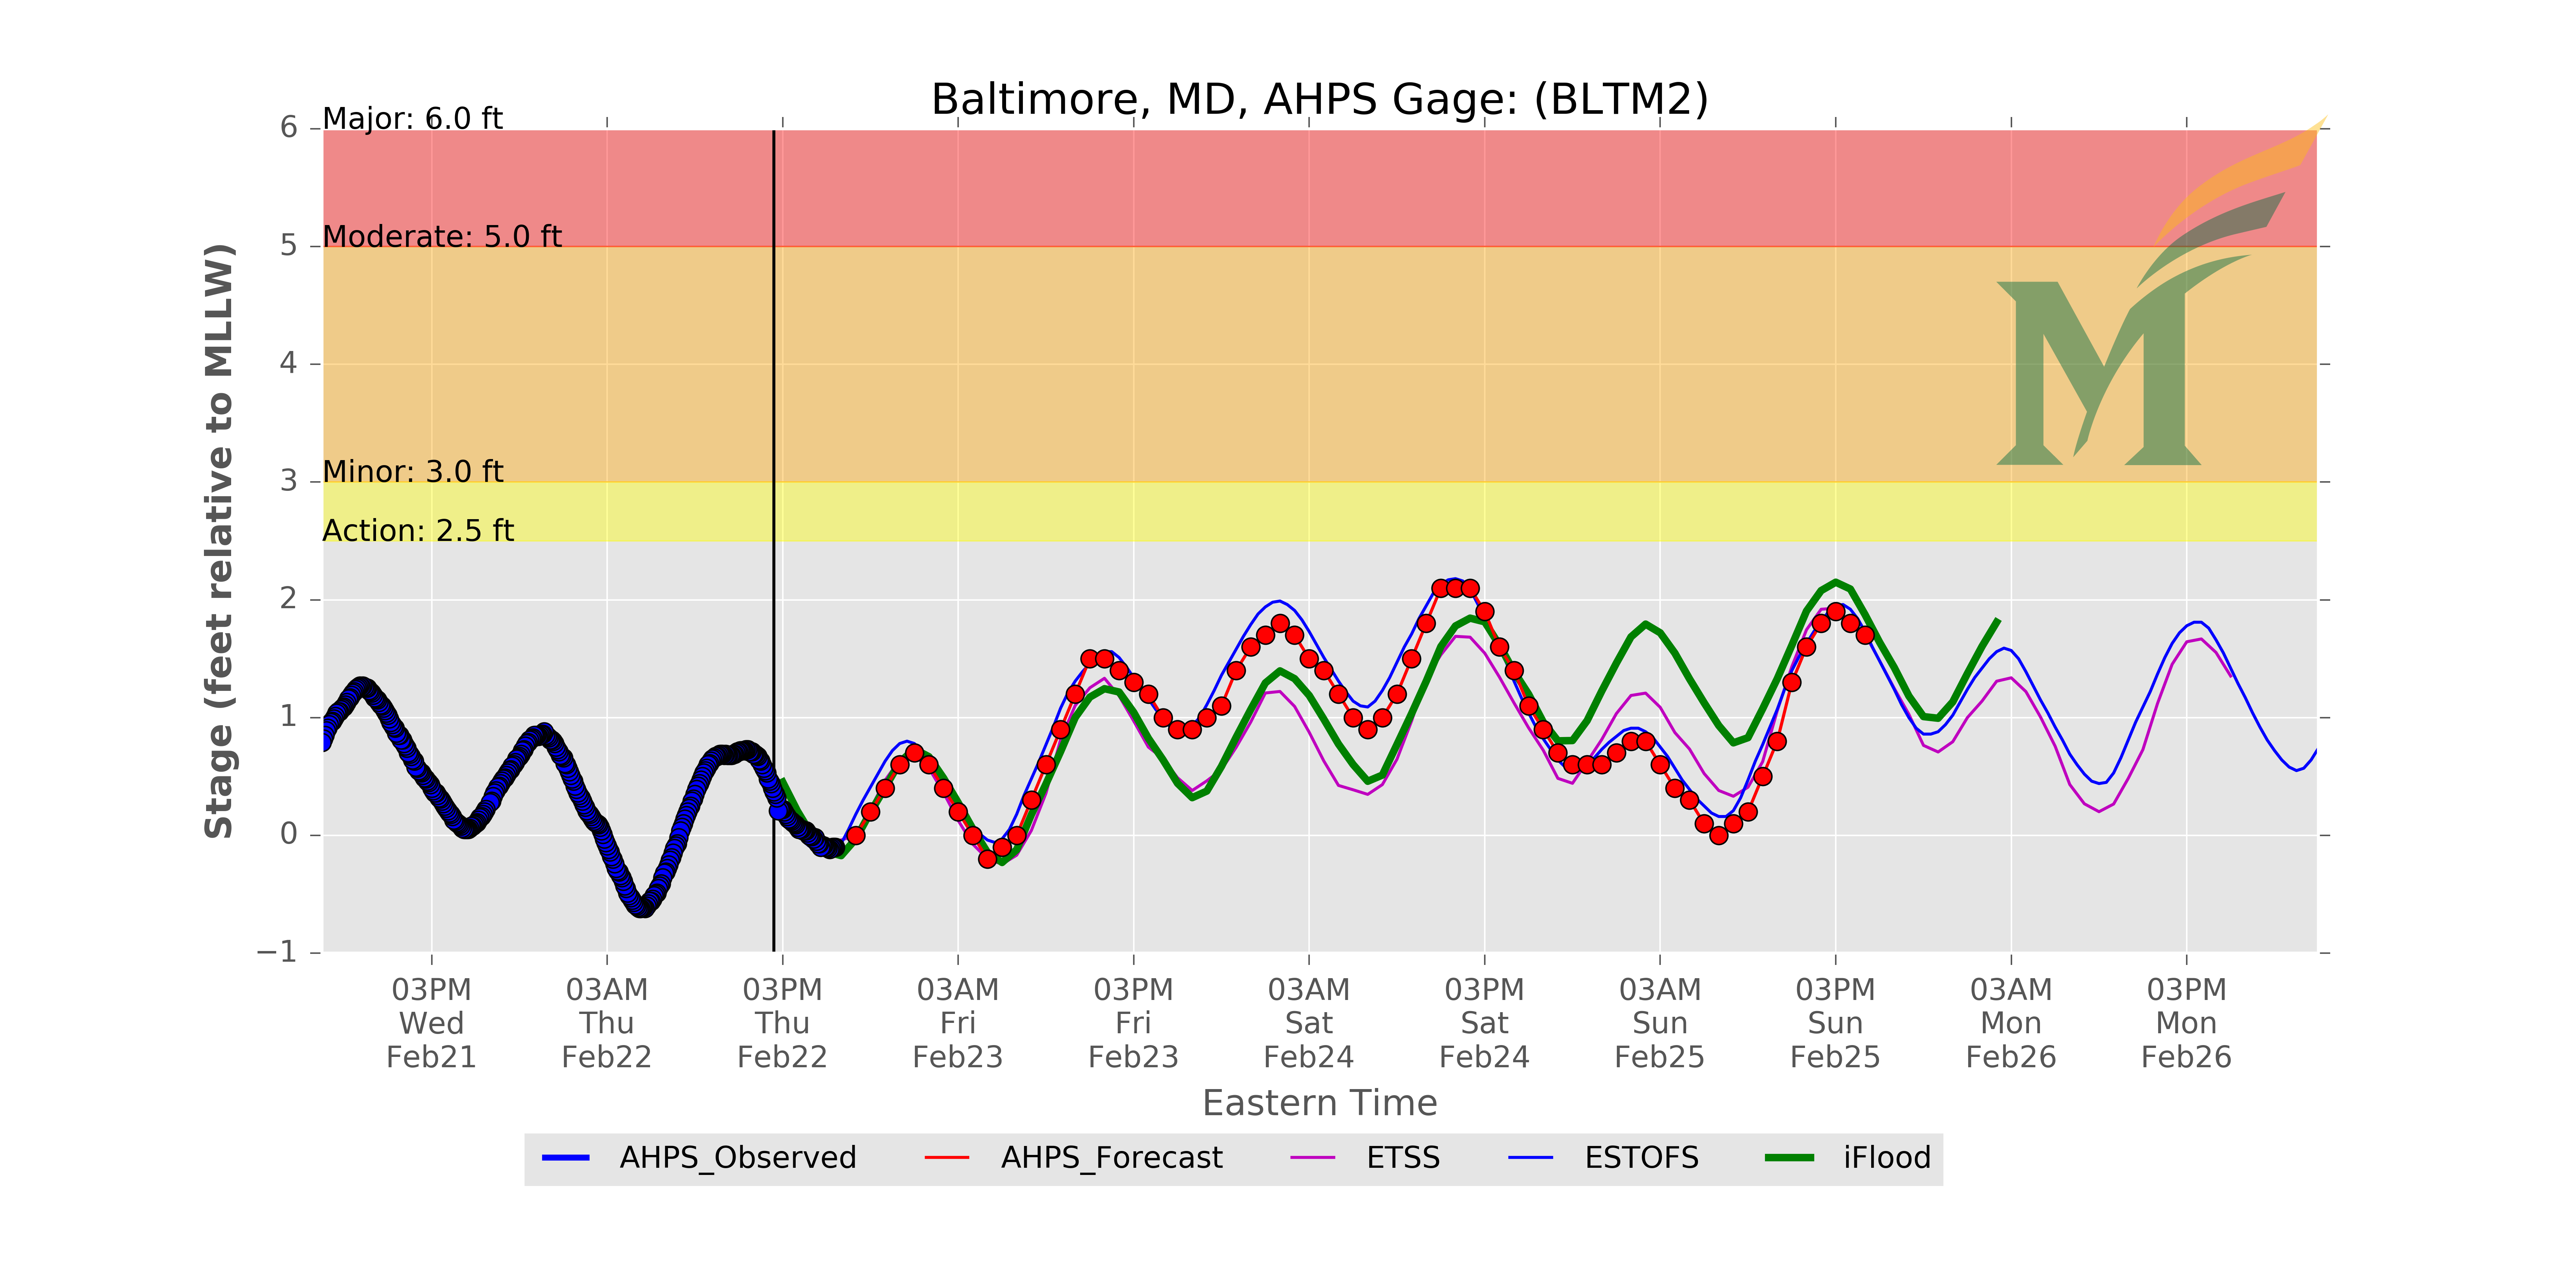 Baltimore, MD, AHPS Gage: (BLTM2)
Major: 6.0 ft
Moderate: 5.0 ft
Minor: 3.0 ft
Action: 2.5 ft
6
5
4
3
2
1
0
−1
Stage (feet relative to MLLW)
03PM Wed Feb21
03AM Thu Feb22
03PM Thu Feb22
03AM Fri Feb23
03PM Fri Feb23
03AM Sat Feb24
03PM Sat Feb24
03AM Sun Feb25
03PM Sun Feb25
03AM Mon Feb26
03PM Mon Feb26
Eastern Time
AHPS_Observed AHPS_Forecast ETSS ESTOFS iFlood
M